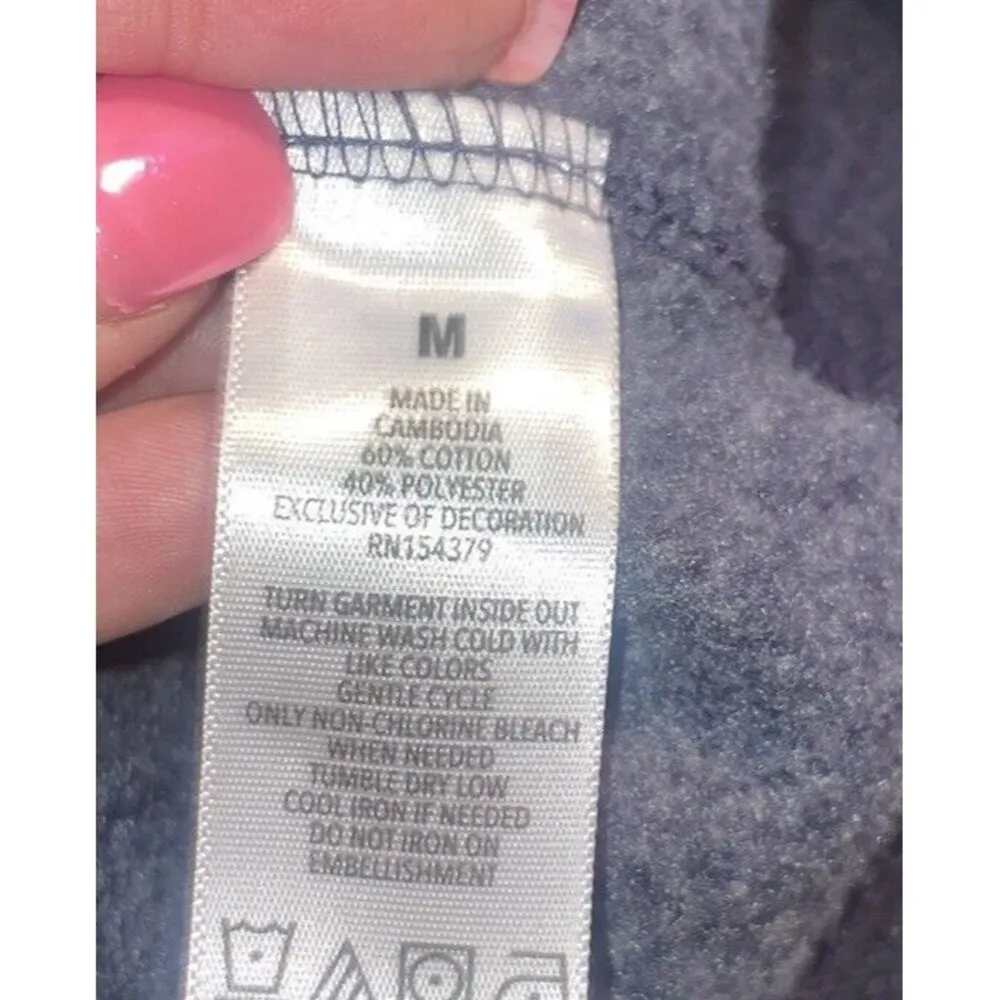 M
MADE IN
CAMBODIA
60% COTTON
40% POLYESTER
EXCLUSIVE OF DECORATION
RN154379
TURN GARMENT INSIDE OUT
MACHINE WASH COLD WITH
LIKE COLORS
GENTLE CYCLE
ONLY NON-CHLORINE BLEACH
WHEN NEEDED
TUMBLE DRY LOW
COOL IRON IF NEEDED
DO NOT IRON ON
EMBELLISHMENT